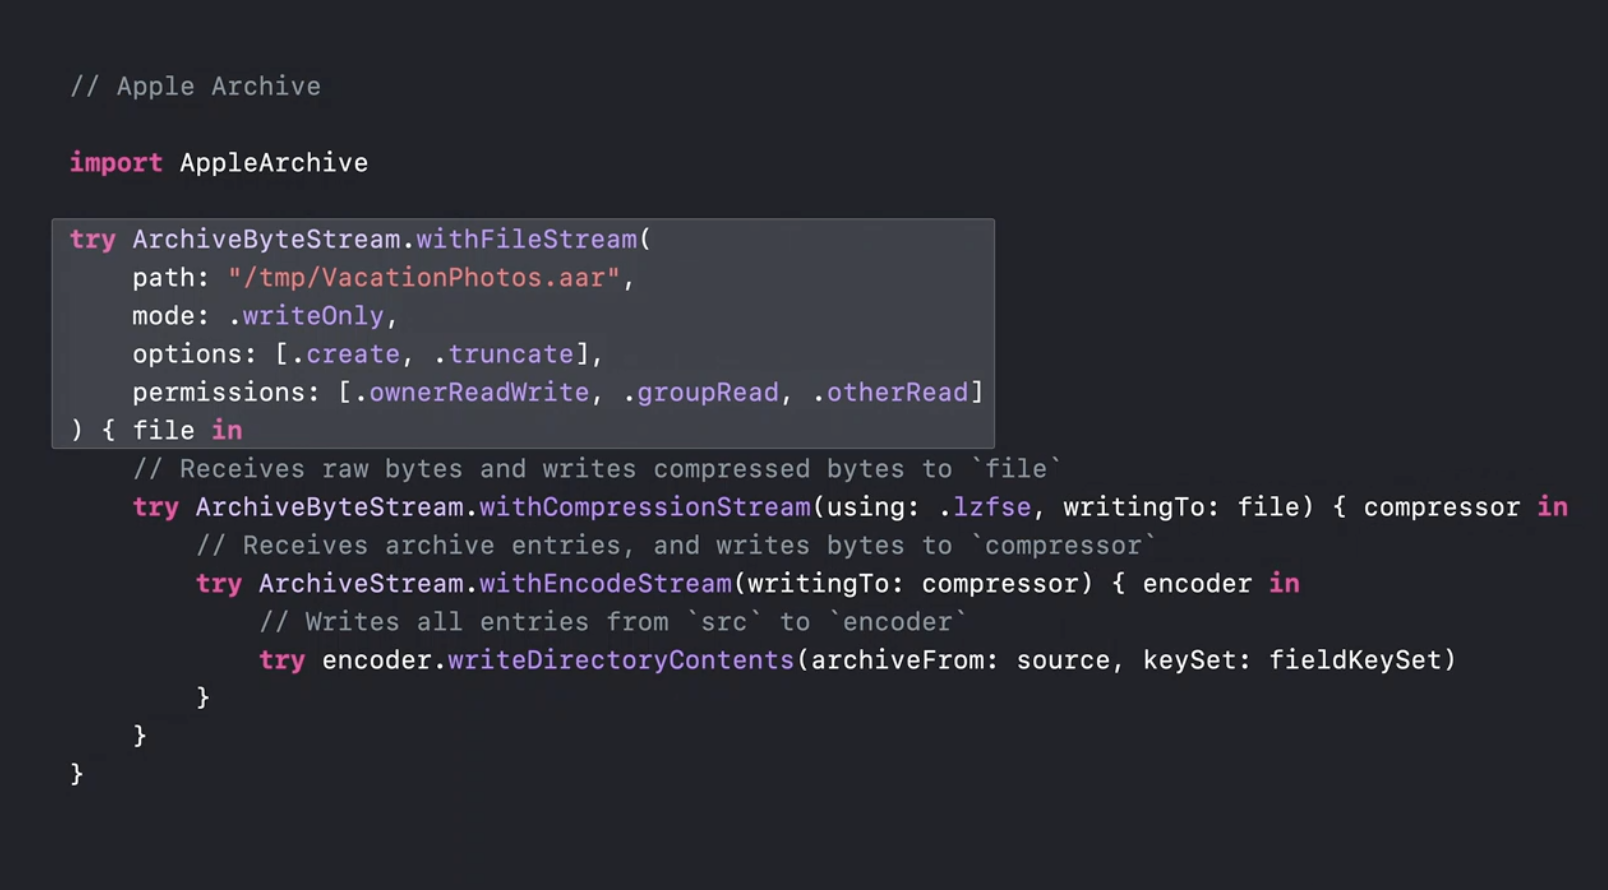 // Apple Archive
import AppleArchive
try ArchiveByteStream.withFileStream(
    path: "/tmp/VacationPhotos.aar",
    mode: .writeOnly,
    options: [.create, .truncate],
    permissions: [.ownerReadWrite, .groupRead, .otherRead]
) { file in
    // Receives raw bytes and writes compressed bytes to `file`
    try ArchiveByteStream.withCompressionStream(using: .lzfse, writingTo: file) { compressor in
        // Receives archive entries, and writes bytes to `compressor`
        try ArchiveStream.withEncodeStream(writingTo: compressor) { encoder in
            // Writes all entries from `src` to `encoder`
            try encoder.writeDirectoryContents(archiveFrom: source, keySet: fieldKeySet)
        }
    }
}